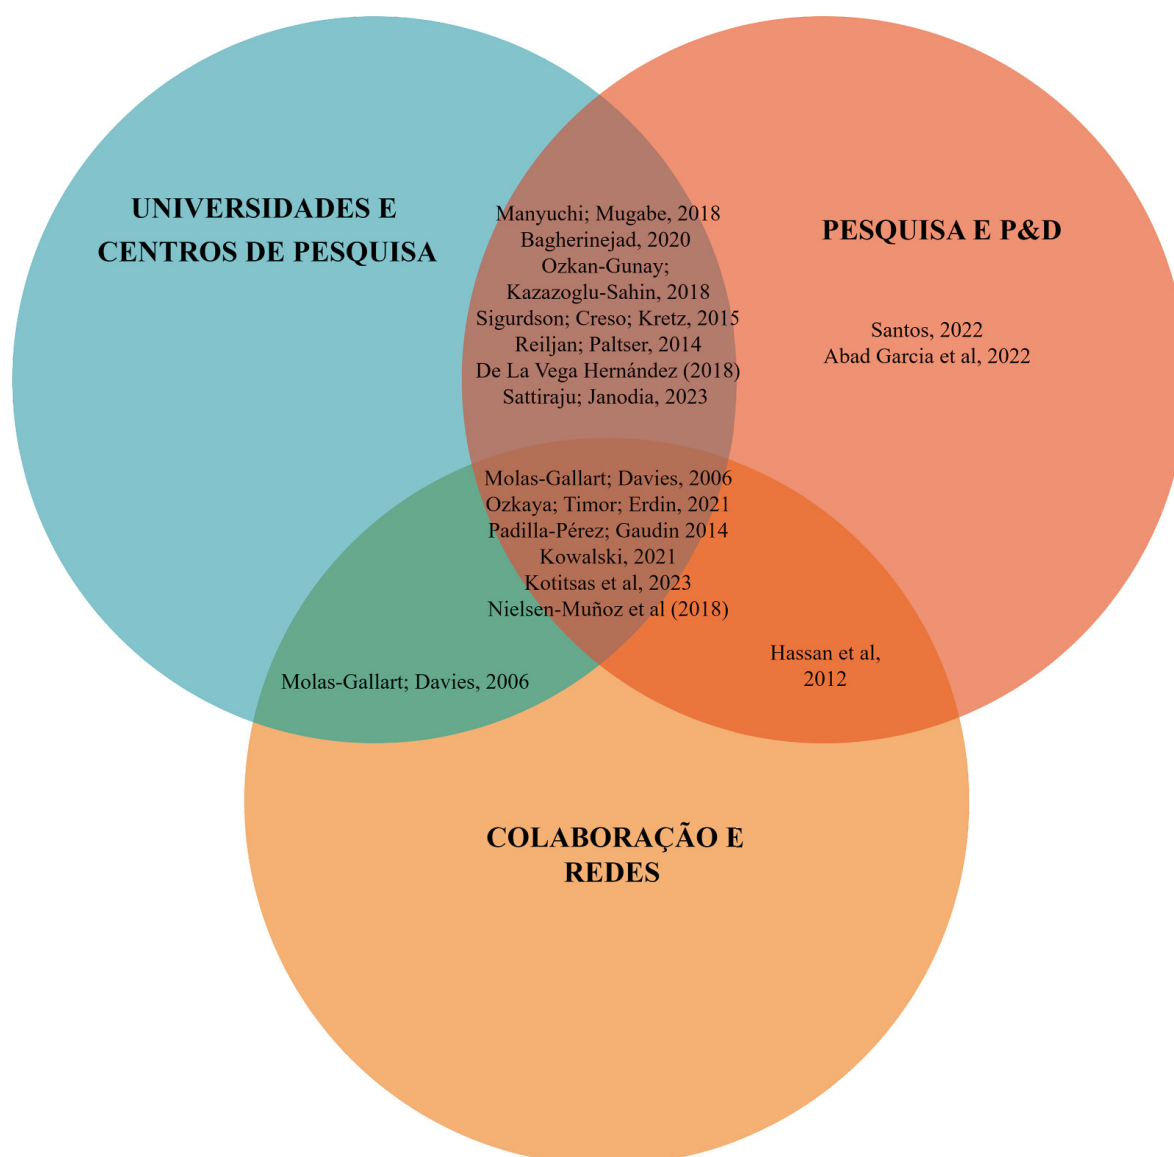 UNIVERSIDADES E
CENTROS DE PESQUISA
Manyuchi; Mugabe, 2018
Bagherinejad, 2020
Ozkan-Gunay;
Kazazoglu-Sahin, 2018
Sigurdson; Creso; Kretz, 2015
Reiljan; Paltser, 2014
De La Vega Hernández (2018)
Sattiraju; Janodia, 2023
PESQUISA E P&D
Santos, 2022
Abad Garcia et al, 2022
Molas-Gallart; Davies, 2006
Ozkaya; Timor; Erdin, 2021
Padilla-Pérez; Gaudin 2014
Kowalski, 2021
Kotitsas et al, 2023
Nielsen-Muñoz et al (2018)
Molas-Gallart; Davies, 2006
Hassan et al,
2012
COLABORAÇÃO E
REDES